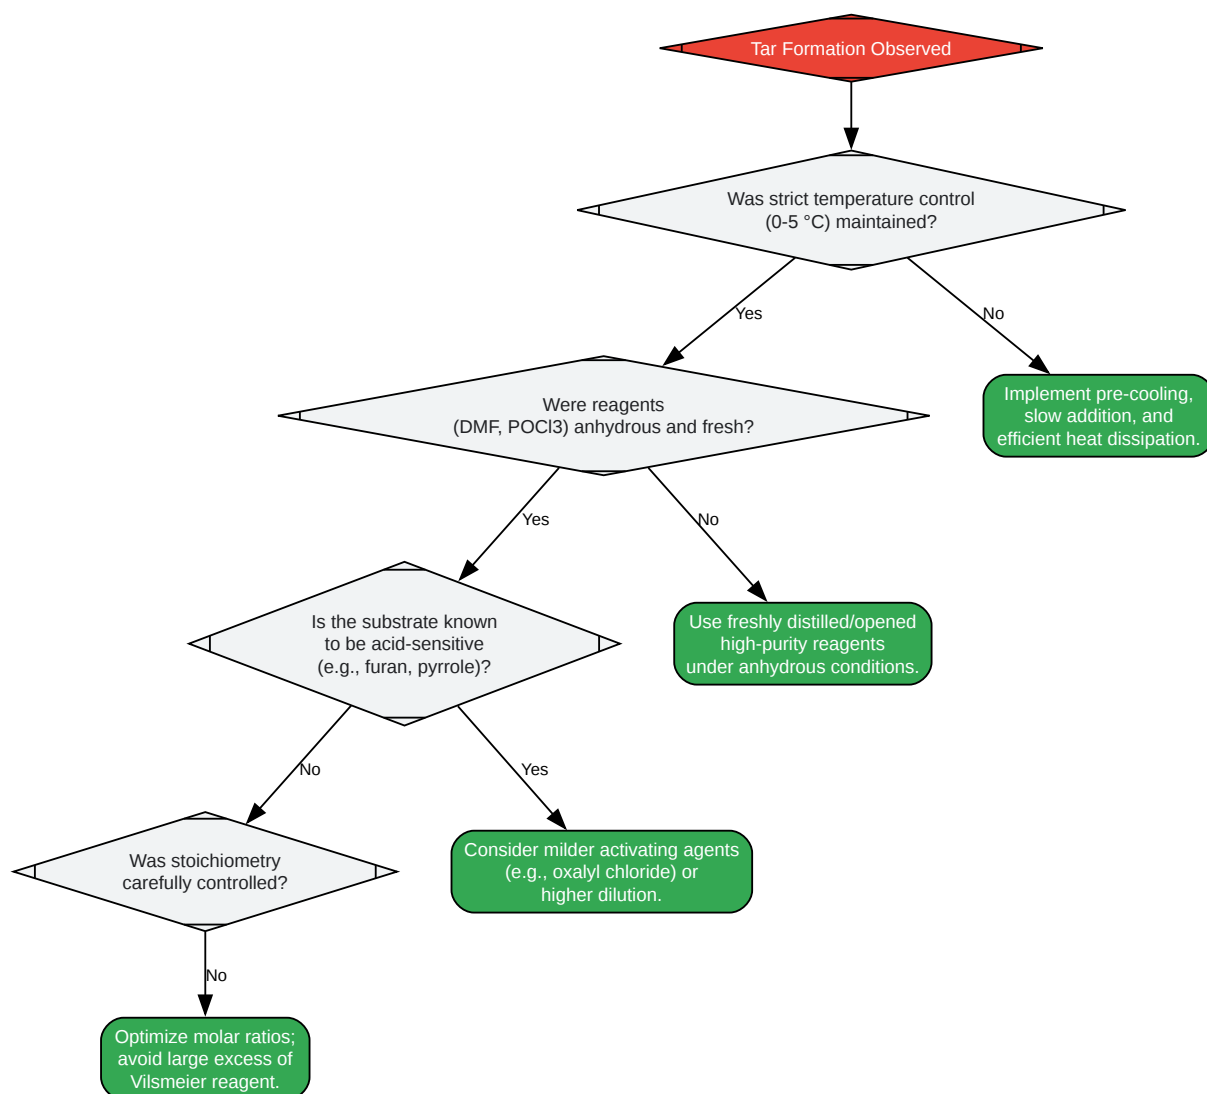 Tar Formation Observed
Was strict temperature control
(0-5 °C) maintained?
Yes
No
Were reagents
(DMF, POCl3) anhydrous and fresh?
Implement pre-cooling,
slow addition, and
efficient heat dissipation.
Yes
No
Is the substrate known
to be acid-sensitive
(e.g., furan, pyrrole)?
Use freshly distilled/opened
high-purity reagents
under anhydrous conditions.
No
Yes
Was stoichiometry
carefully controlled?
Consider milder activating agents
(e.g., oxalyl chloride) or
higher dilution.
No
Optimize molar ratios;
avoid large excess of
Vilsmeier reagent.